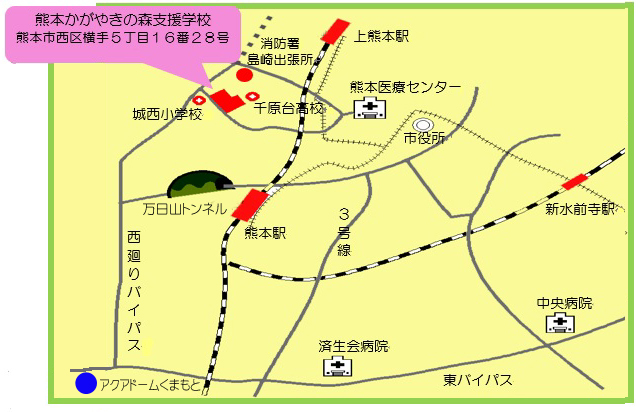 熊本かがやきの森支援学校
熊本市西区横手５丁目１６番２８号
消防署
島崎出張所
上熊本駅
熊本医療センター
城西小学校
千原台高校
市役所
万日山トンネル
熊本駅
３号線
新水前寺駅
西廻りバイパス
中央病院
済生会病院
東バイパス
アクアドームくまもと